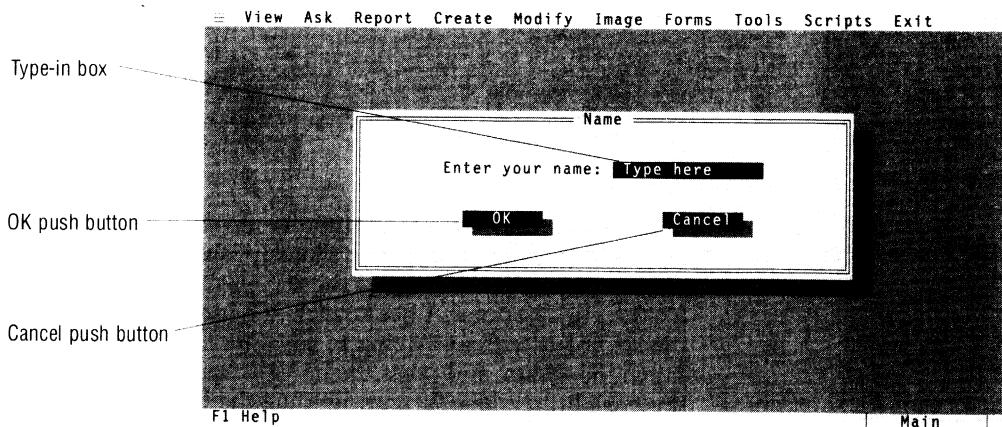 ≡ View Ask Report Create Modify Image Forms Tools Scripts Exit
Type-in box
Name
Enter your name: Type here
OK push button
OK Cancel
Cancel push button
F1 Help Main